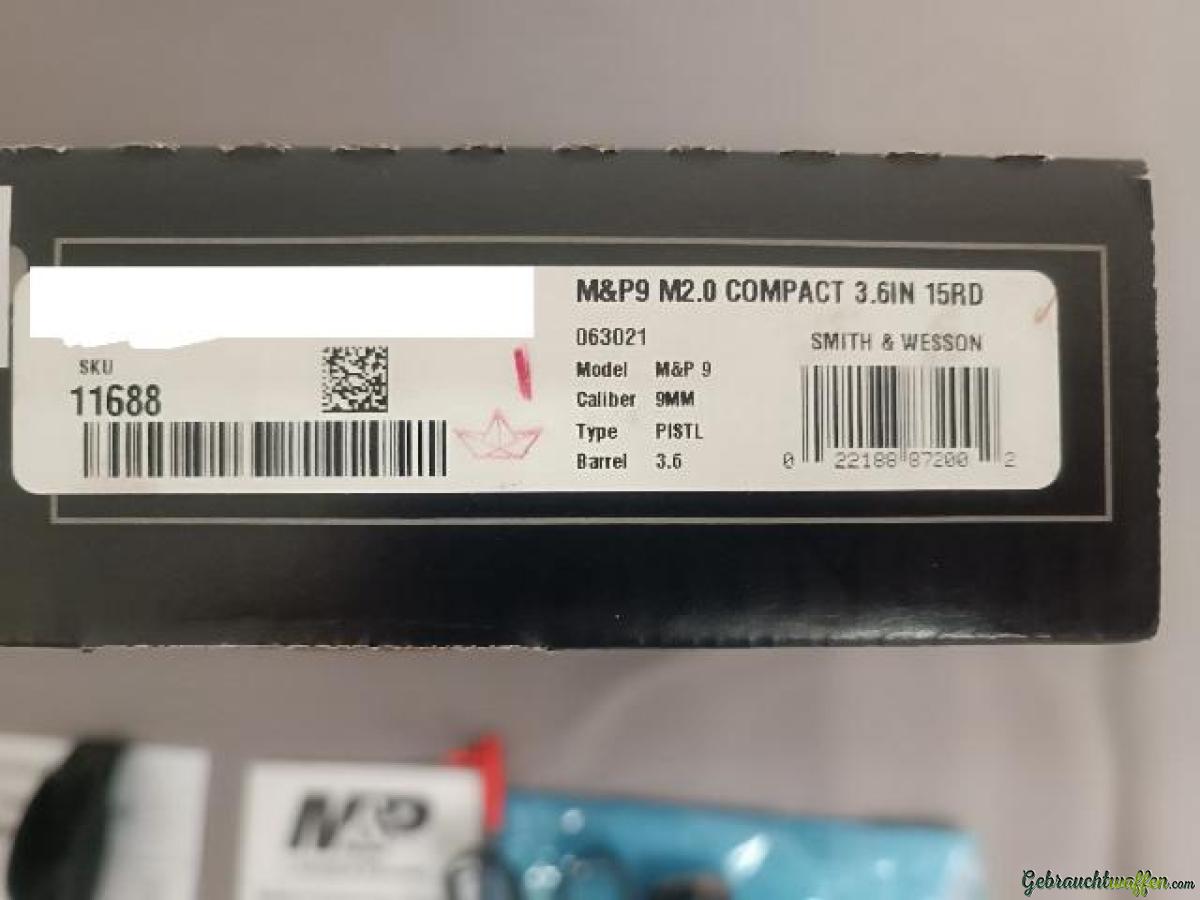 M&P9 M2.0 COMPACT 3.6IN 15RD
063021
SMITH & WESSON
SKU
11688
Model M&P 9
Caliber 9MM
Type PISTL
Barrel 3.6
0 22188 87200 2
M&P
Gebrauchtwaffen.com